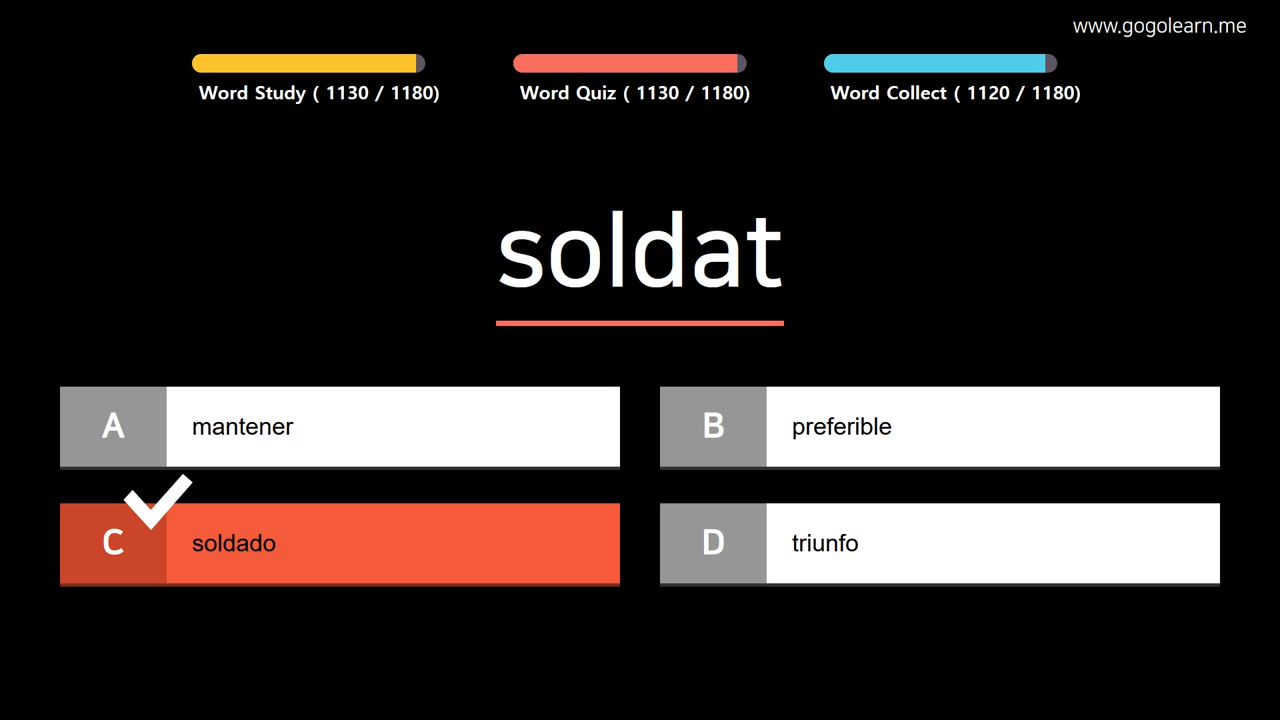 www.gogolearn.me
Word Study ( 1130 / 1180)
Word Quiz ( 1130 / 1180)
Word Collect ( 1120 / 1180)
soldat
A mantener
B preferible
C soldado
D triunfo